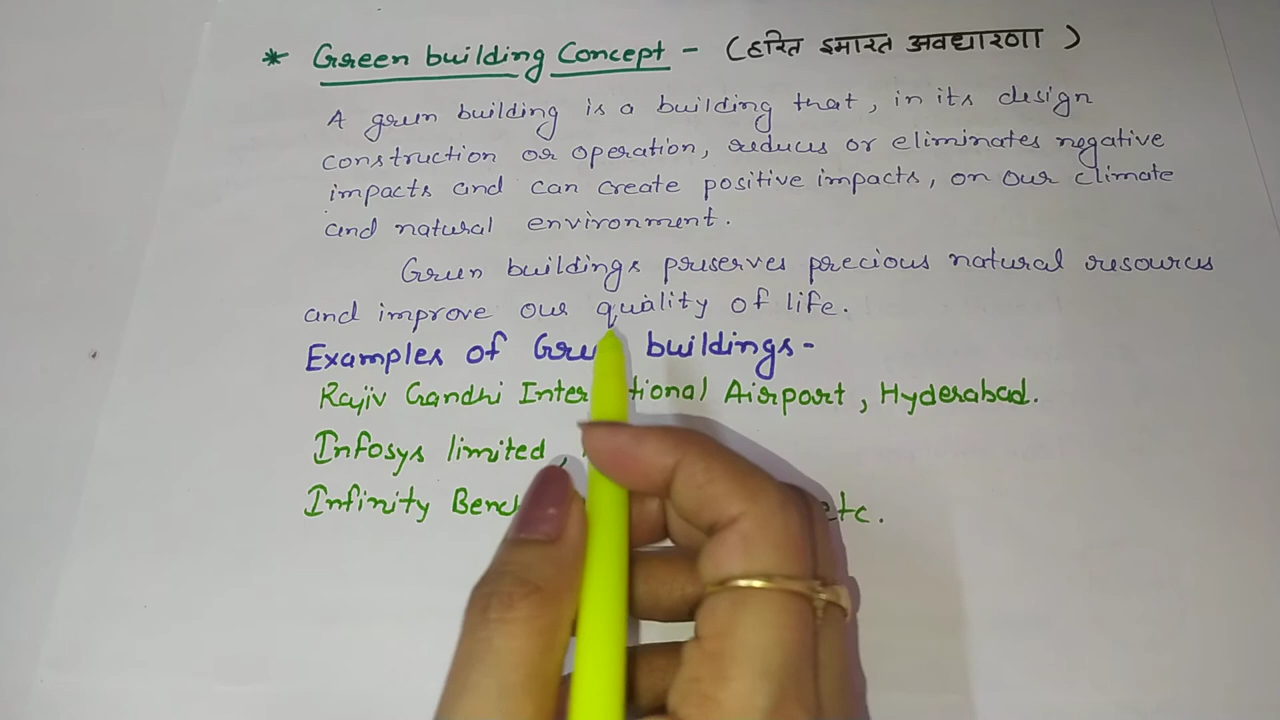 * Green building Concept - (हरित इमारत अवधारणा )
A green building is a building that, in its design
construction or operation, reduces or eliminates negative
impacts and can create positive impacts, on our climate
and natural environment.
Green buildings preserves precious natural resources
and improve our quality of life.
Examples of buildings-
Rajiv Gandhi Airport, Hyderabad.
Infosys limited,
Infinity etc.